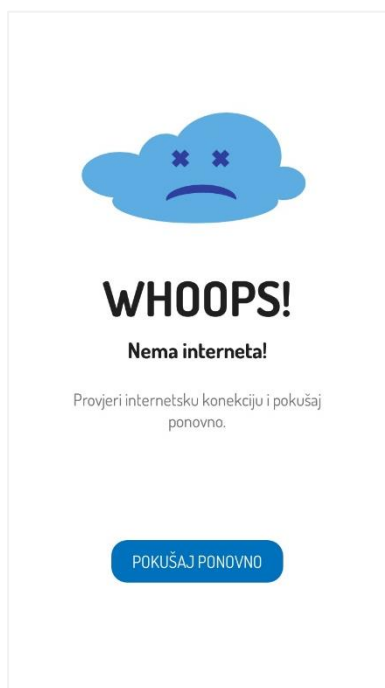 WHOOPS!
Nema interneta!
Provjeri internetsku konekciju i pokušaj
ponovno.
POKUŠAJ PONOVNO